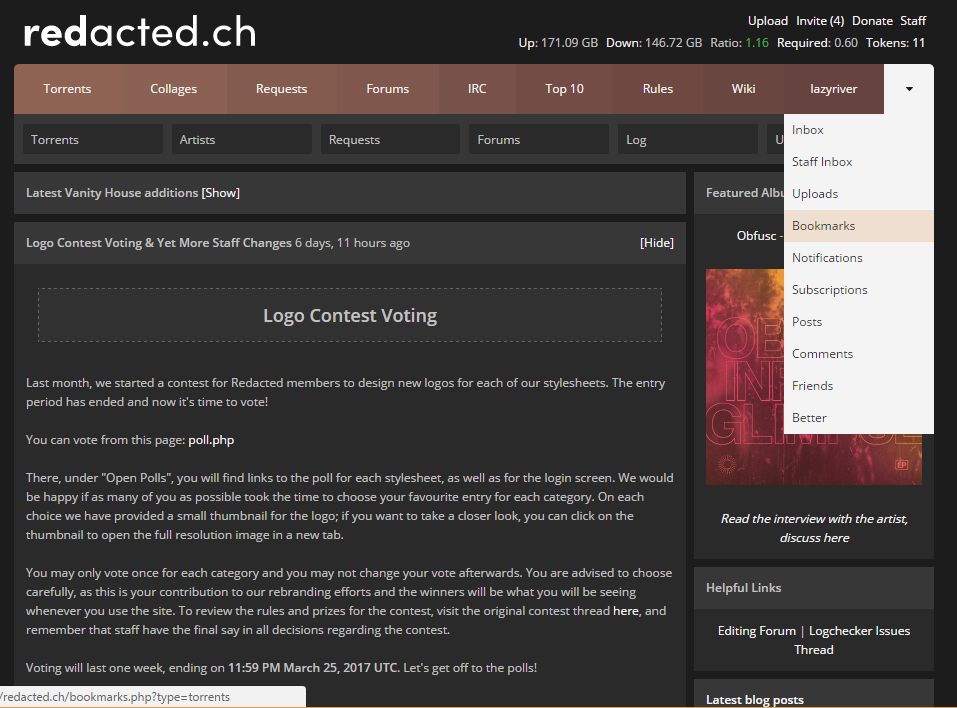 redacted.ch
Upload Invite (4) Donate Staff
Up: 171.09 GB Down: 146.72 GB Ratio: 1.16 Required: 0.60 Tokens: 11
Torrents Collages Requests Forums IRC Top 10 Rules Wiki lazyriver
Torrents Artists Requests Forums Log U
Inbox
Staff Inbox
Uploads
Bookmarks
Notifications
Subscriptions
Posts
Comments
Friends
Better
Latest Vanity House additions [Show]
Logo Contest Voting & Yet More Staff Changes 6 days, 11 hours ago [Hide]
Logo Contest Voting
Last month, we started a contest for Redacted members to design new logos for each of our stylesheets. The entry
period has ended and now it's time to vote!
You can vote from this page: poll.php
There, under "Open Polls", you will find links to the poll for each stylesheet, as well as for the login screen. We would
be happy if as many of you as possible took the time to choose your favourite entry for each category. On each
choice we have provided a small thumbnail for the logo; if you want to take a closer look, you can click on the
thumbnail to open the full resolution image in a new tab.
You may only vote once for each category and you may not change your vote afterwards. You are advised to choose
carefully, as this is your contribution to our rebranding efforts and the winners will be what you will be seeing
whenever you use the site. To review the rules and prizes for the contest, visit the original contest thread here, and
remember that staff have the final say in all decisions regarding the contest.
Voting will last one week, ending on 11:59 PM March 25, 2017 UTC. Let's get off to the polls!
Featured Albu
Obfusc -
EP
Read the interview with the artist,
discuss here
Helpful Links
Editing Forum | Logchecker Issues
Thread
Latest blog posts
/redacted.ch/bookmarks.php?type=torrents